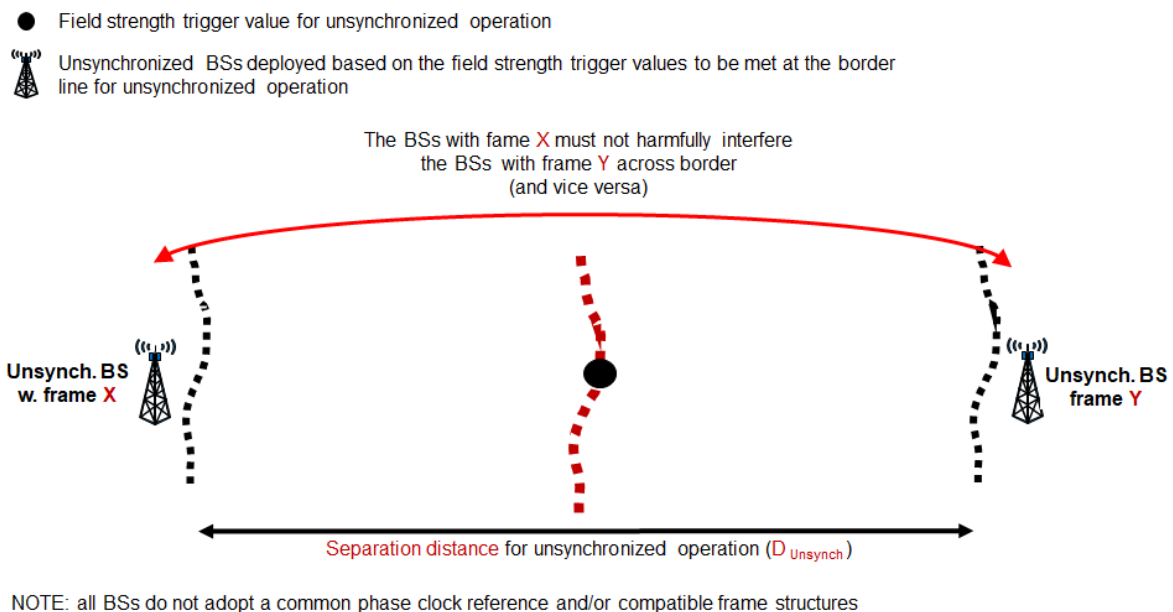 Field strength trigger value for unsynchronized operation
Unsynchronized BSs deployed based on the field strength trigger values to be met at the border
line for unsynchronized operation
The BSs with fame X must not harmfully interfere
the BSs with frame Y across border
(and vice versa)
Unsynch. BS
w. frame X
Unsynch. BS
frame Y
Separation distance for unsynchronized operation (D Unsynch)
NOTE: all BSs do not adopt a common phase clock reference and/or compatible frame structures